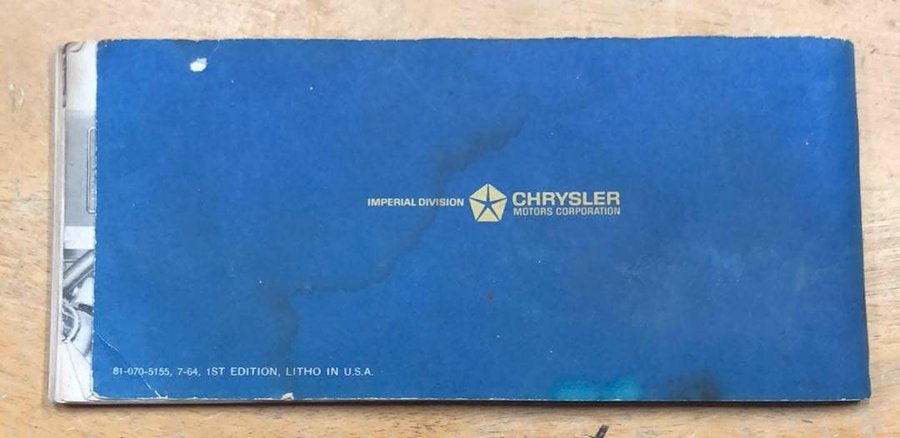 IMPERIAL DIVISION
CHRYSLER
MOTORS CORPORATION
81-070-5155, 7-64, 1ST EDITION, LITHO IN U.S.A.